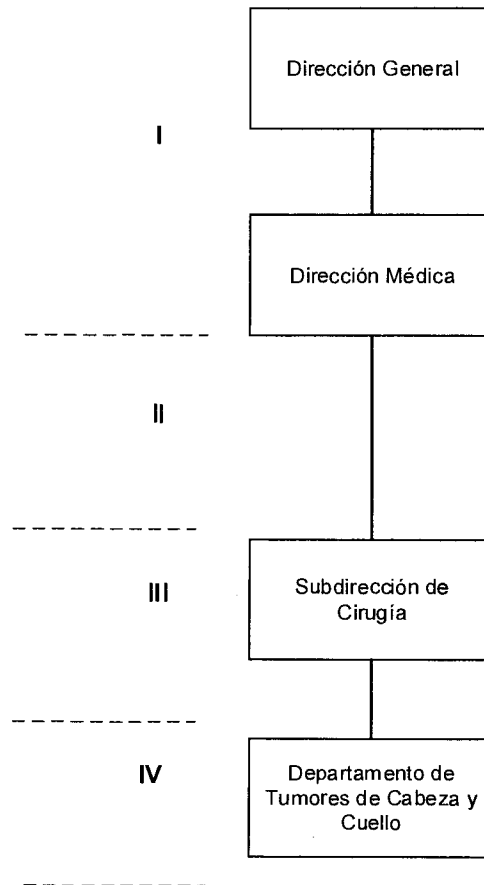 Dirección General
I
Dirección Médica
II
III
Subdirección de
Cirugía
IV
Departamento de
Tumores de Cabeza y
Cuello